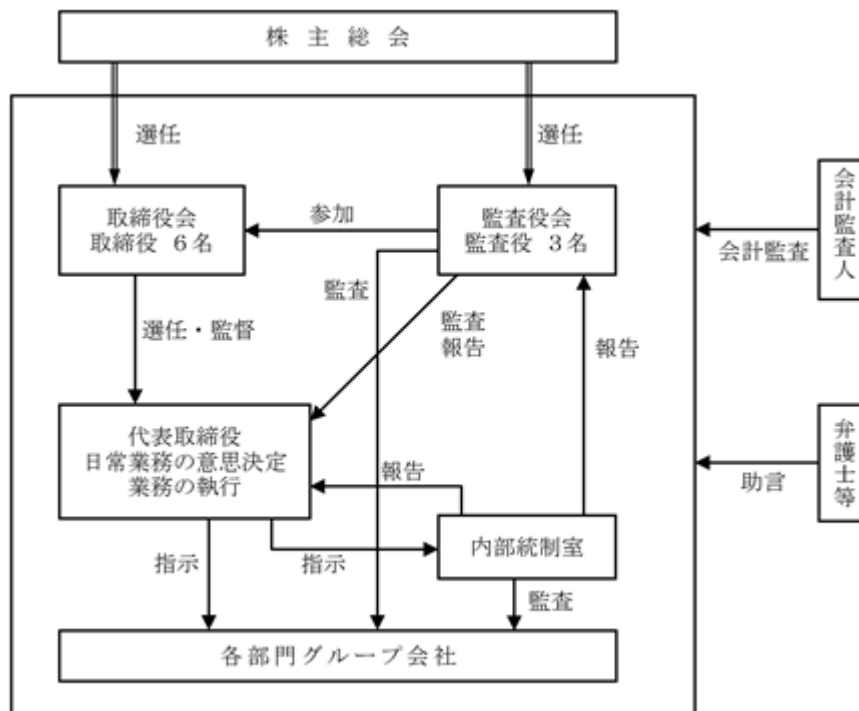 株主総会
選任
選任
取締役会
取締役 6名
参加
監査役会
監査役 3名
会計監査人
会計監査
監査
選任・監督
監査
報告
報告
代表取締役
日常業務の意思決定
業務の執行
報告
弁護士等
助言
指示
指示
内部統制室
監査
各部門グループ会社